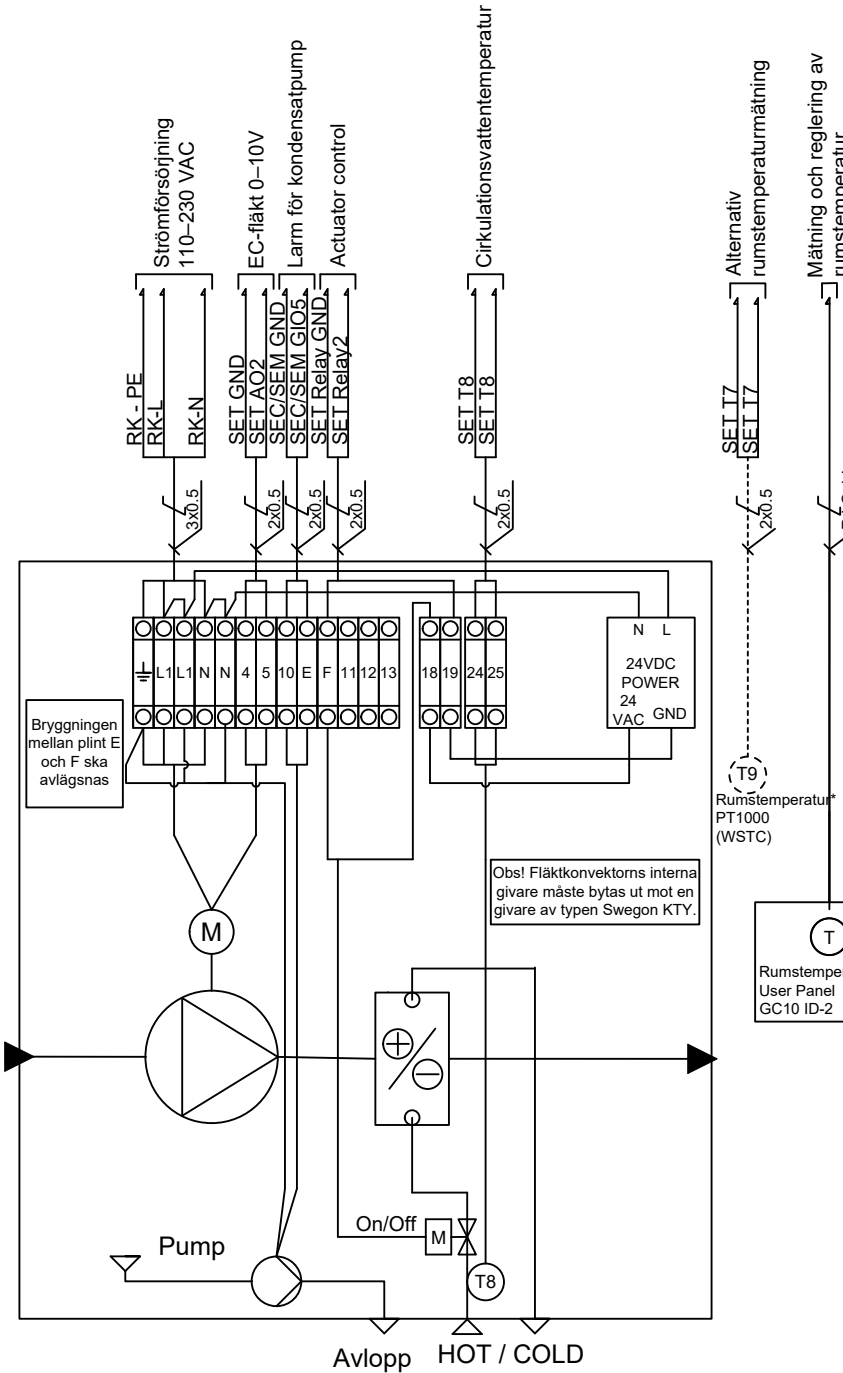 Strömförsörjning
110–230 VAC
EC-fläkt 0–10V
Larm för kondensatpump
Actuator control
Cirkulationsvattentemperatur
Alternativ
rumstemperaturmätning
Mätning och reglering av
rumstemperatur
RK - PE
RK-L
RK-N
SET GND
SET AO2
SEC/SEM GND
SEC/SEM GIO5
SET Relay GND
SET Relay2
SET T8
SET T8
SET T7
SET T7
3x0.5
2x0.5
2x0.5
2x0.5
2x0.5
2x0.5
L1 L1 N N 4 5 10 E F 11 12 13
18 19
24 25
N L
24VDC
POWER
24
VAC GND
Bryggningen
mellan plint E
och F ska
avlägsnas
T9
Rumstemperatur*
PT1000
(WSTC)
Obs! Fläktkonvektorns interna
givare måste bytas ut mot en
givare av typen Swegon KTY.
M
T
User Panel
GC10 ID-2
On/Off
M
T8
Pump
Avlopp
HOT / COLD